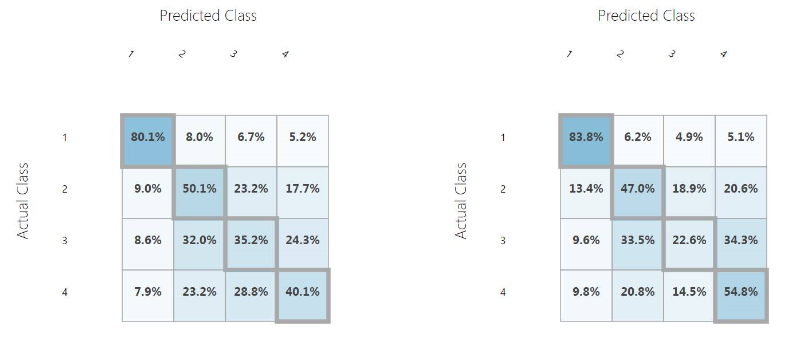 Predicted Class
1 2 3 4
Actual Class
1 80.1% 8.0% 6.7% 5.2%
2 9.0% 50.1% 23.2% 17.7%
3 8.6% 32.0% 35.2% 24.3%
4 7.9% 23.2% 28.8% 40.1%
Predicted Class
1 2 3 4
Actual Class
1 83.8% 6.2% 4.9% 5.1%
2 13.4% 47.0% 18.9% 20.6%
3 9.6% 33.5% 22.6% 34.3%
4 9.8% 20.8% 14.5% 54.8%